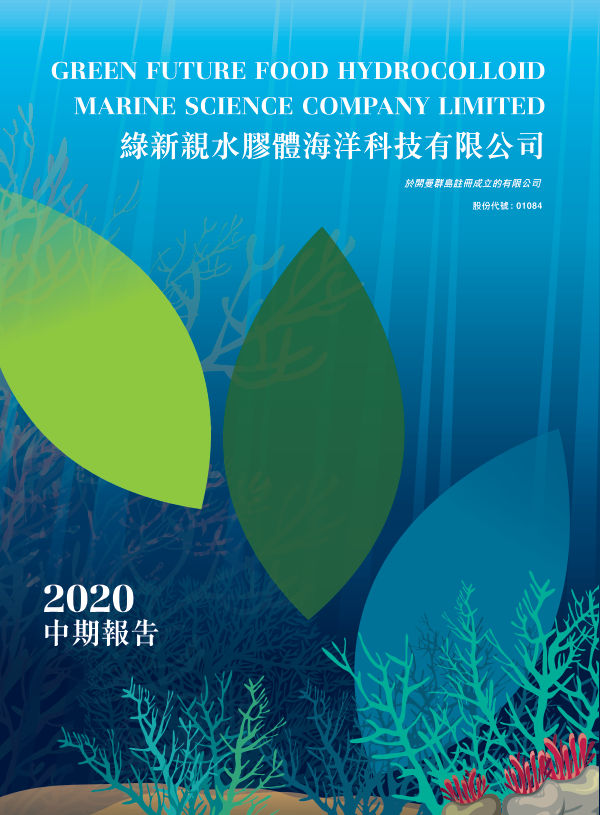 GREEN FUTURE FOOD HYDROCOLLOID
MARINE SCIENCE COMPANY LIMITED
綠新親水膠體海洋科技有限公司
於開曼群島註冊成立的有限公司
股份代號 : 01084
2020
中期報告